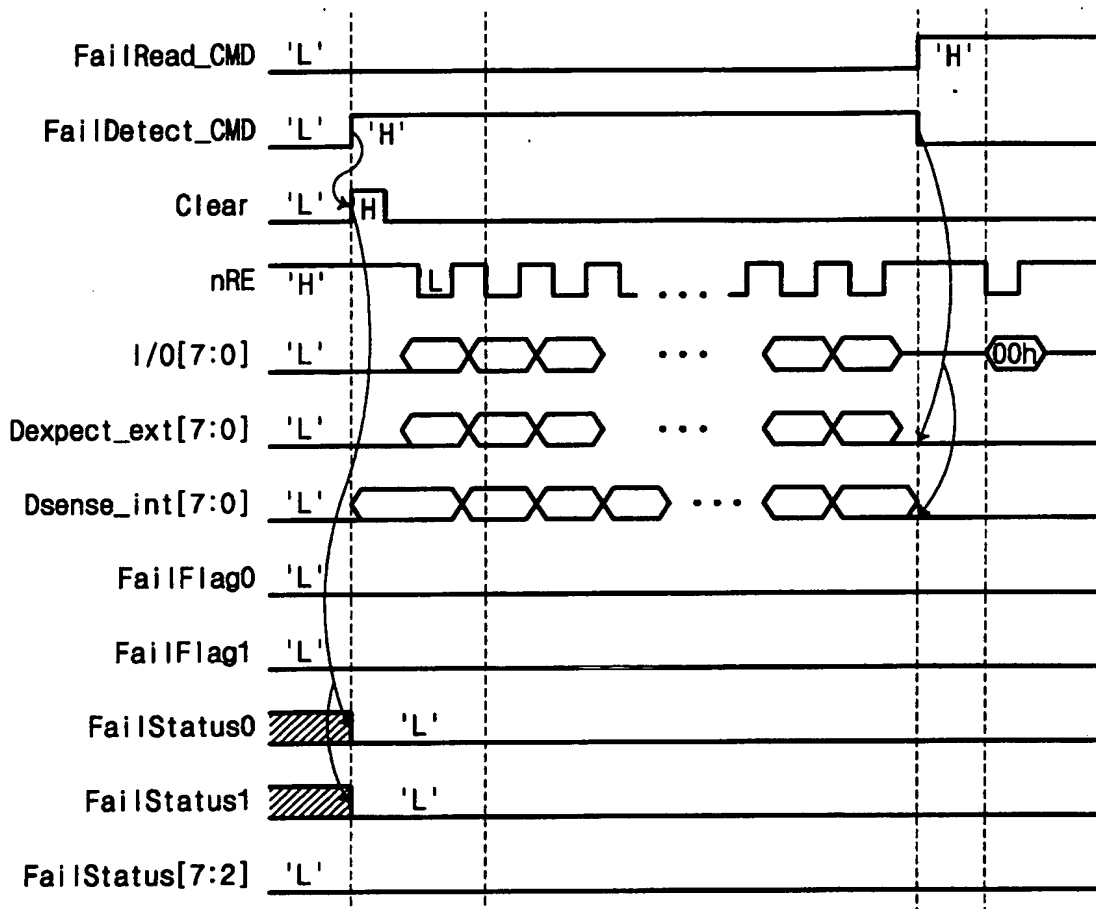 FailRead_CMD 'L' 'H'
FailDetect_CMD 'L' 'H'
Clear 'L' H
nRE 'H' L ...
I/O[7:0] 'L' ... 00h
Dexpect_ext[7:0] 'L' ...
Dsense_int[7:0] 'L' ...
FailFlag0 'L'
FailFlag1 'L'
FailStatus0 'L'
FailStatus1 'L'
FailStatus[7:2] 'L'